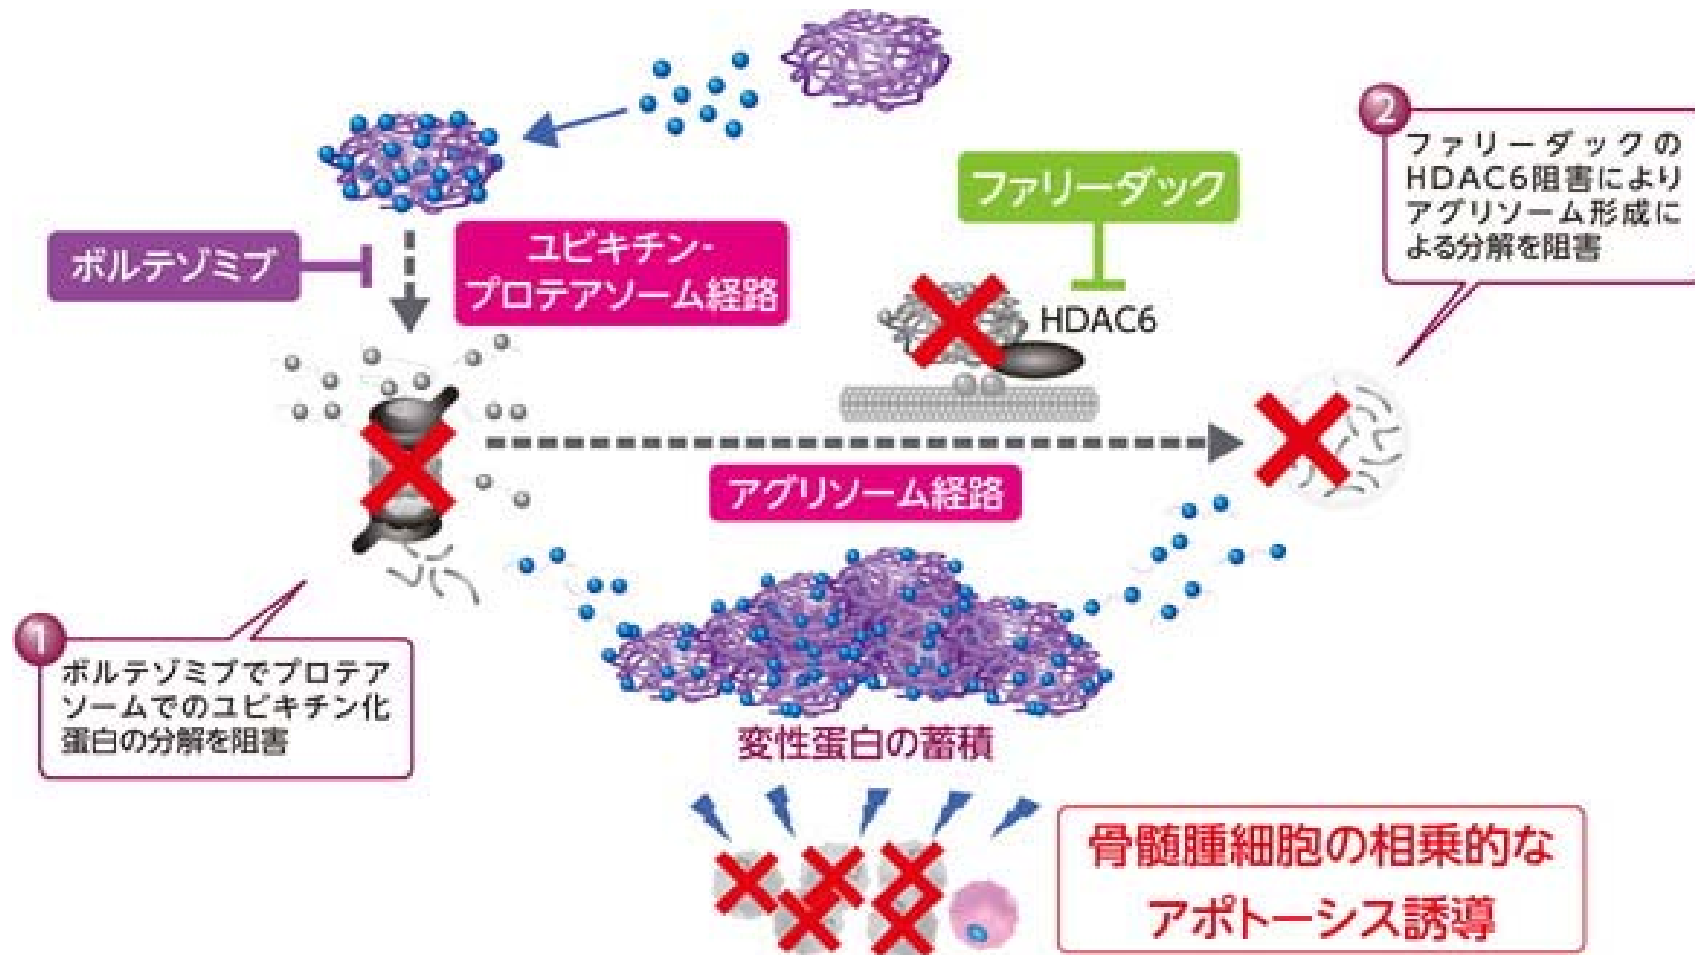 ファリーダック
2
ファリーダックの
HDAC6阻害により
アグリソーム形成に
よる分解を阻害
ボルテゾミブ
ユビキチン-
プロテアソーム経路
HDAC6
アグリソーム経路
1
ボルテゾミブでプロテア
ソームでのユビキチン化
蛋白の分解を阻害
変性蛋白の蓄積
骨髄腫細胞の相乗的な
アポトーシス誘導